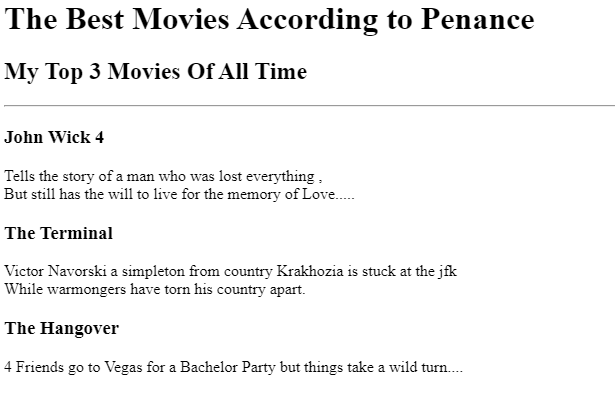 The Best Movies According to Penance
My Top 3 Movies Of All Time
John Wick 4
Tells the story of a man who was lost everything ,
But still has the will to live for the memory of Love.....
The Terminal
Victor Navorski a simpleton from country Krakhozia is stuck at the jfk
While warmongers have torn his country apart.
The Hangover
4 Friends go to Vegas for a Bachelor Party but things take a wild turn....